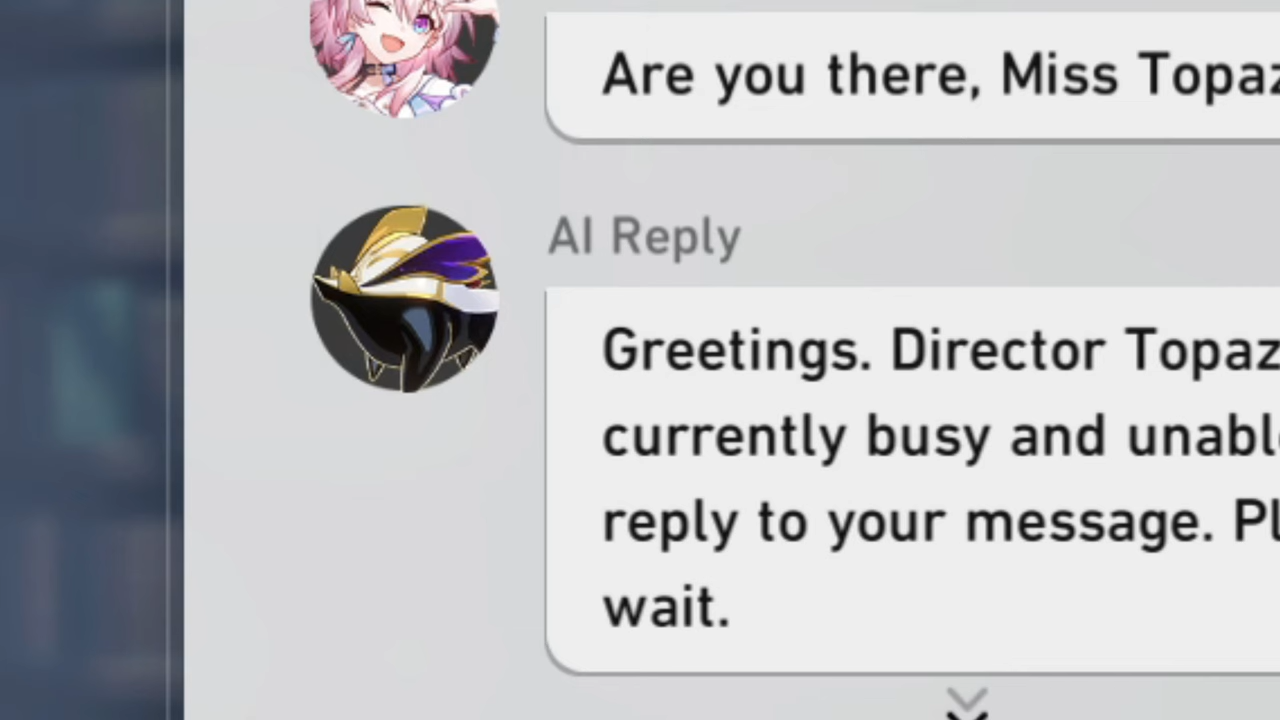 Are you there, Miss Topaz
AI Reply
Greetings. Director Topaz
currently busy and unable
reply to your message. Pl
wait.